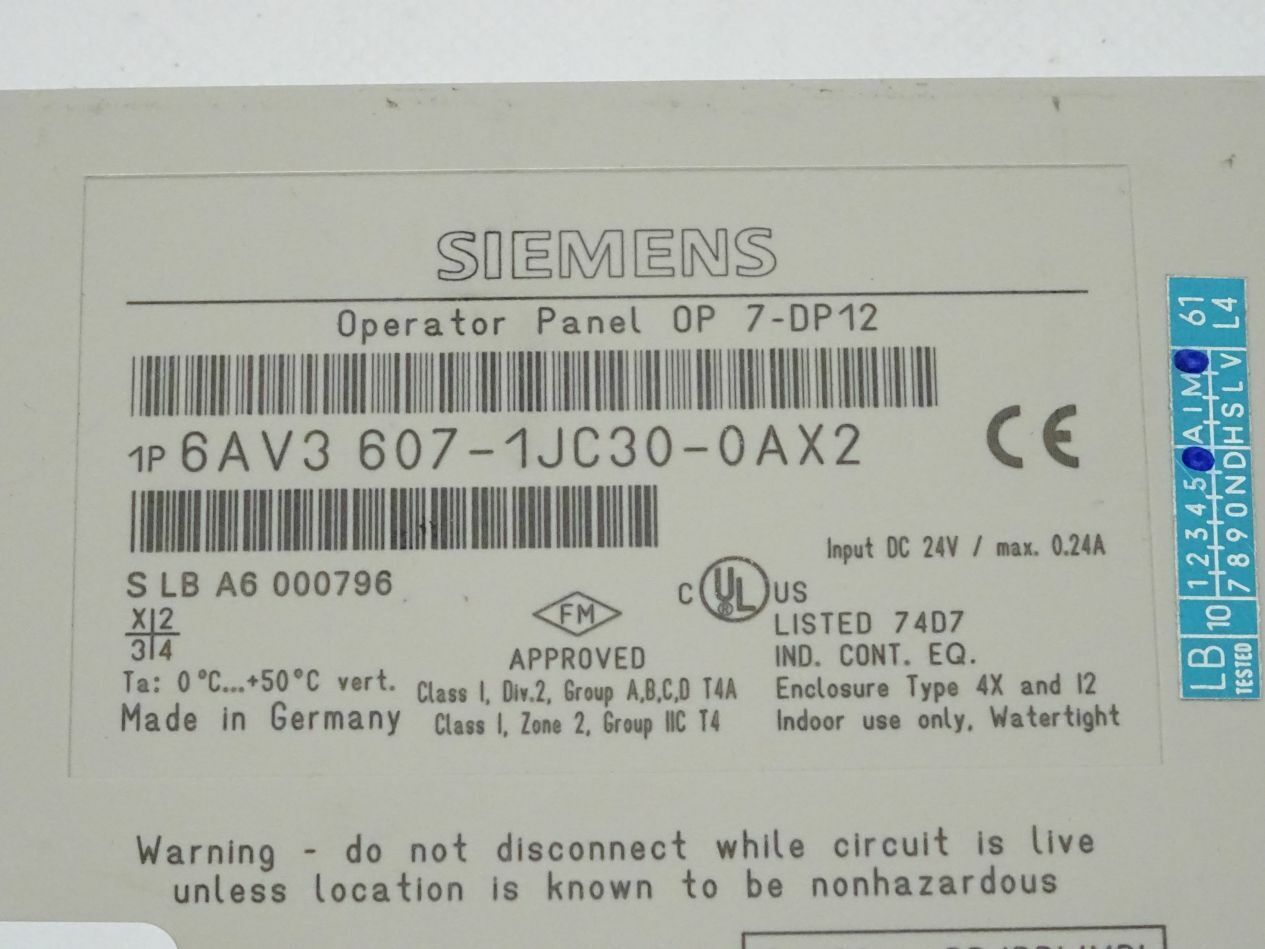 SIEMENS
Operator Panel OP 7-DP12
1P 6AV3 607-1JC30-0AX2
CE
S LB A6 000796
Input DC 24V / max. 0.24A
X 2
3 4
FM
APPROVED
C UL US
LISTED 74D7
IND. CONT. EQ.
Ta: 0°C...+50°C vert.
Made in Germany
Class I, Div.2, Group A,B,C,D T4A
Class I, Zone 2, Group IIC T4
Enclosure Type 4X and 12
Indoor use only, Watertight
Warning - do not disconnect while circuit is live
unless location is known to be nonhazardous
LB 10 1 2 3 4 5 A I M 61
TESTED 7 8 9 0 N D H S L V L4